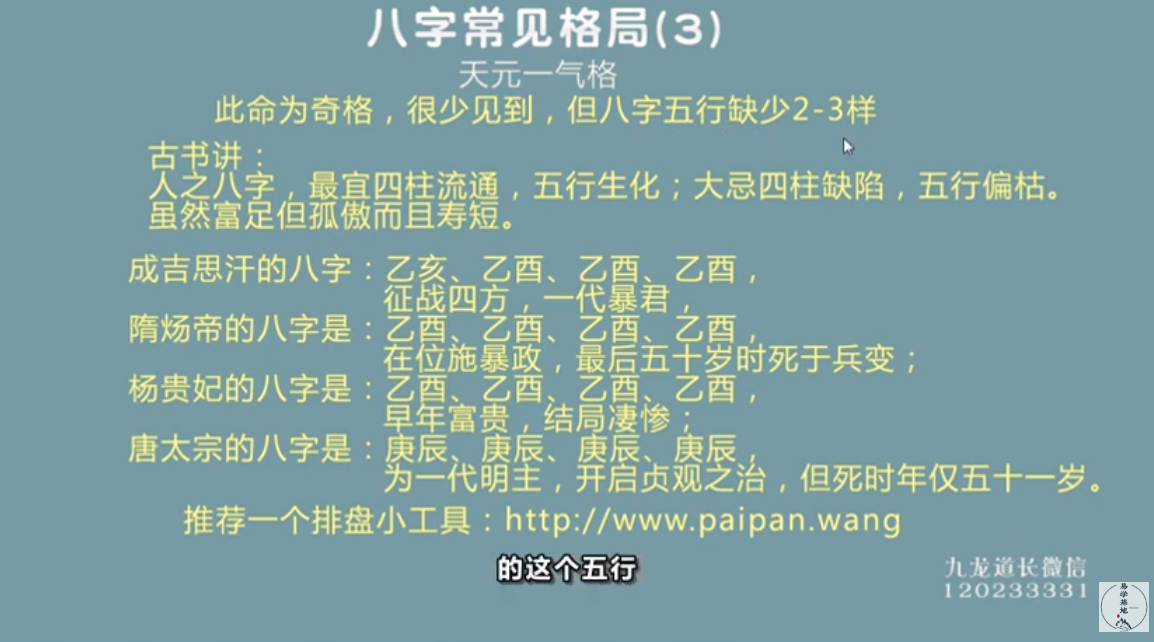 八字常见格局(3)
天元一气格
此命为奇格，很少见到，但八字五行缺少2-3样
古书讲：
人之八字，最宜四柱流通，五行生化；大忌四柱缺陷，五行偏枯。
虽然富足但孤傲而且寿短。
成吉思汗的八字：乙亥、乙酉、乙酉、乙酉，
征战四方，一代暴君，
隋炀帝的八字是：乙酉、乙酉、乙酉、乙酉，
在位施暴政，最后五十岁时死于兵变；
杨贵妃的八字是：乙酉、乙酉、乙酉、乙酉，
早年富贵，结局凄惨；
唐太宗的八字是：庚辰、庚辰、庚辰、庚辰，
为一代明主，开启贞观之治，但死时年仅五十一岁。
推荐一个排盘小工具：http://www.paipan.wang
的这个五行
九龙道长微信
120233331
易学基地